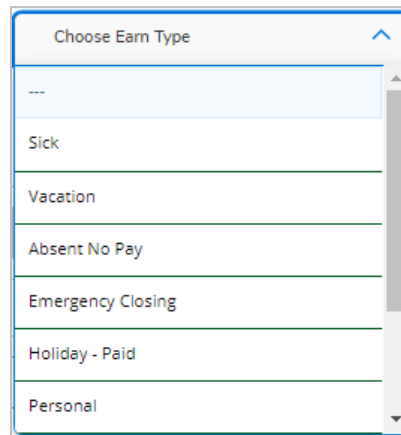 Choose Earn Type
---
Sick
Vacation
Absent No Pay
Emergency Closing
Holiday - Paid
Personal